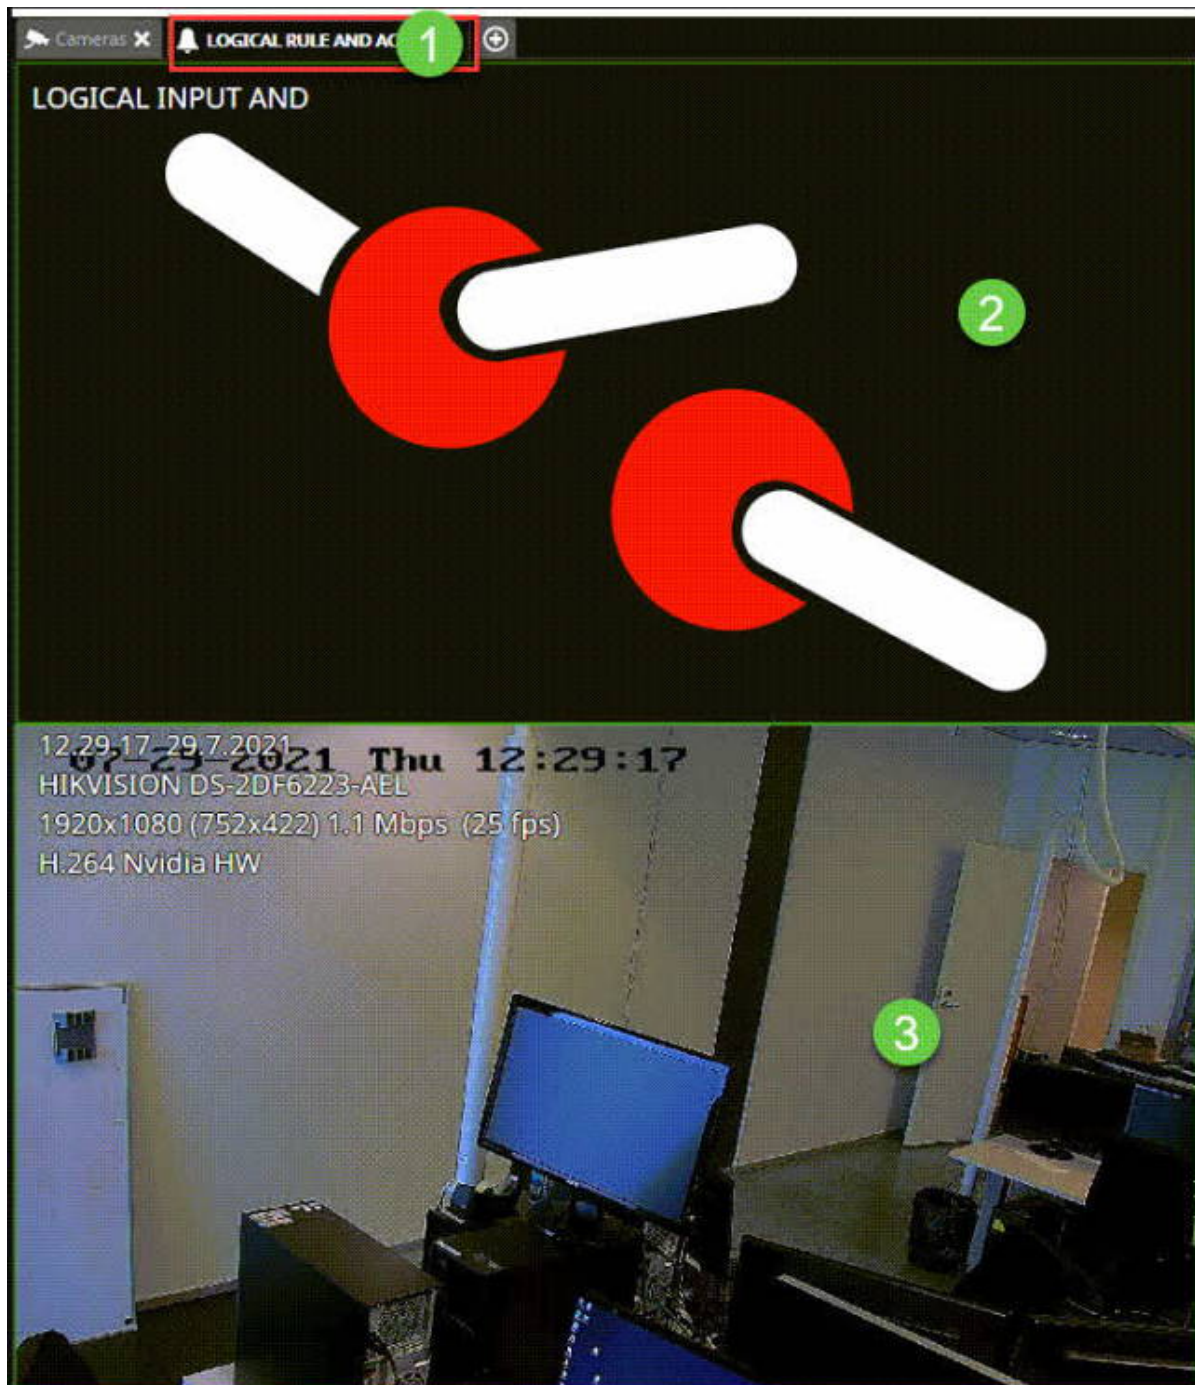 Cameras
LOGICAL RULE AND AC
1
LOGICAL INPUT AND
2
12.29.17 29.7.2021
07-29-2021 Thu 12:29:17
HIKVISION DS-2DF6223-AEL
1920x1080 (752x422) 1.1 Mbps (25 fps)
H.264 Nvidia HW
3